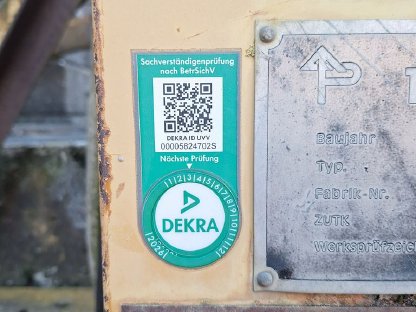 Sachverständigenprüfung
nach BetrSichV
DEKRA ID UVV
00005824702S
Nächste Prüfung
1 2 3 4 5 6 7 8 9 10 11 12
DEKRA
2026
Baujahr
Typ.
Fabrik-Nr.
ZUTK
Werksprüfzeich